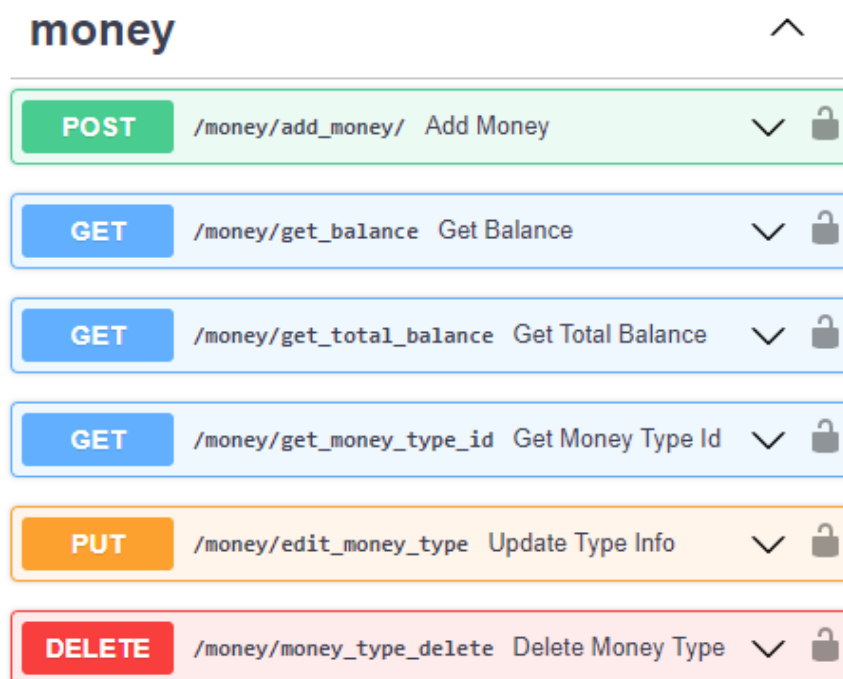 money
POST /money/add_money/ Add Money
GET /money/get_balance Get Balance
GET /money/get_total_balance Get Total Balance
GET /money/get_money_type_id Get Money Type Id
PUT /money/edit_money_type Update Type Info
DELETE /money/money_type_delete Delete Money Type